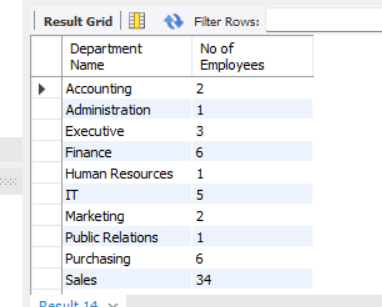 Result Grid Filter Rows:
Department No of
Name Employees
Accounting 2
Administration 1
Executive 3
Finance 6
Human Resources 1
IT 5
Marketing 2
Public Relations 1
Purchasing 6
Sales 34
Result 14